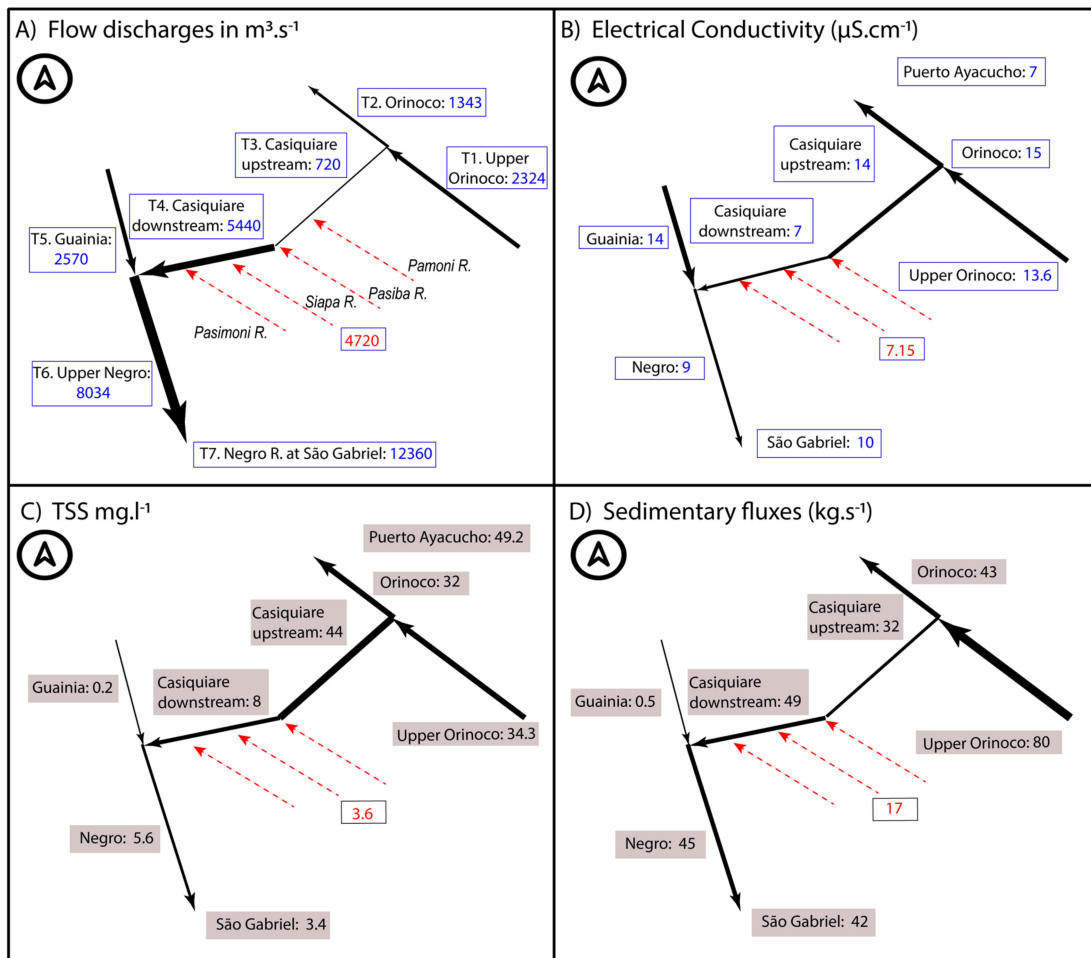 A) Flow discharges in m³.s⁻¹
T2. Orinoco: 1343
T3. Casiquiare
upstream: 720
T1. Upper
Orinoco: 2324
T4. Casiquiare
downstream: 5440
T5. Guainia:
2570
Pamoni R.
Pasiba R.
Siapa R.
Pasimoni R.
4720
T6. Upper Negro:
8034
T7. Negro R. at São Gabriel: 12360
B) Electrical Conductivity (µS.cm⁻¹)
Puerto Ayacucho: 7
Casiquiare
upstream: 14
Orinoco: 15
Casiquiare
downstream: 7
Guainia: 14
Upper Orinoco: 13.6
7.15
Negro: 9
São Gabriel: 10
C) TSS mg.l⁻¹
Puerto Ayacucho: 49.2
Orinoco: 32
Casiquiare
upstream: 44
Casiquiare
downstream: 8
Guainia: 0.2
Upper Orinoco: 34.3
3.6
Negro: 5.6
São Gabriel: 3.4
D) Sedimentary fluxes (kg.s⁻¹)
Orinoco: 43
Casiquiare
upstream: 32
Casiquiare
downstream: 49
Guainia: 0.5
Upper Orinoco: 80
17
Negro: 45
São Gabriel: 42